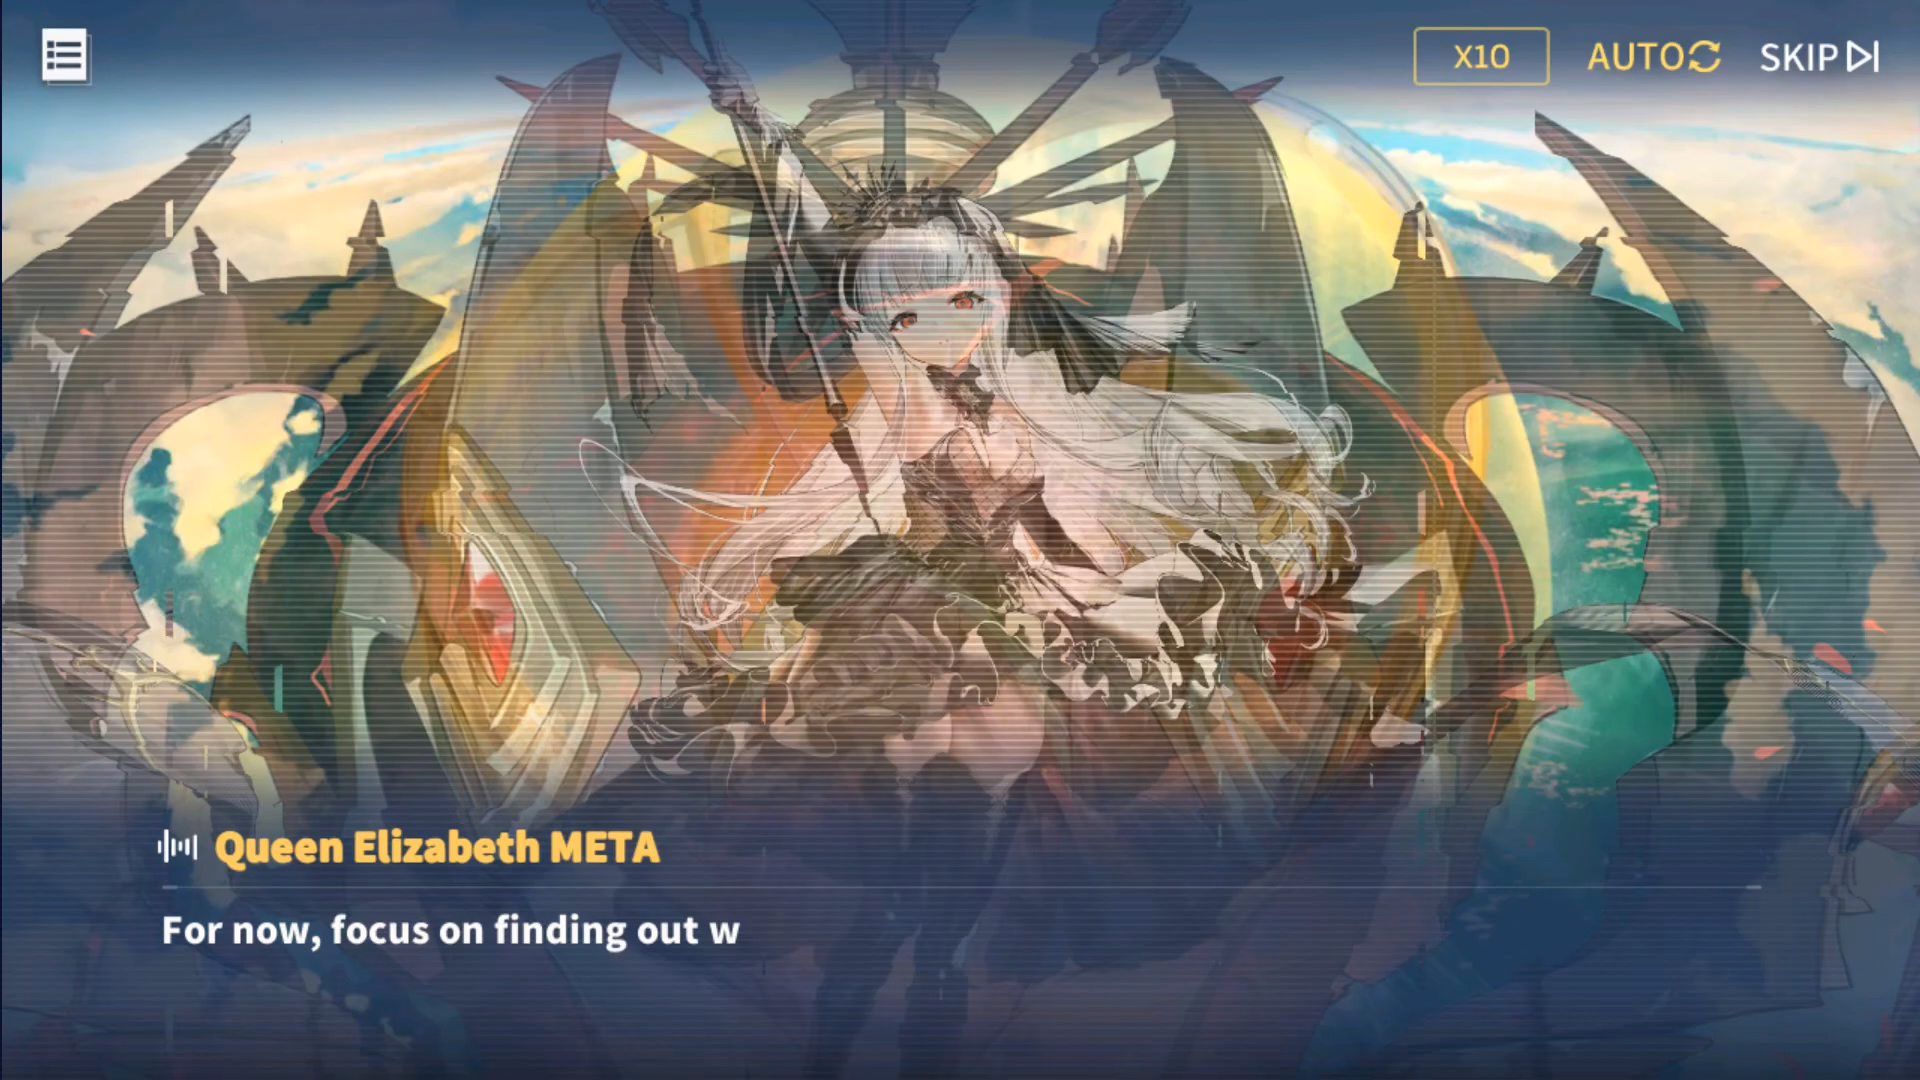 X10 AUTO SKIP
Queen Elizabeth META
For now, focus on finding out w